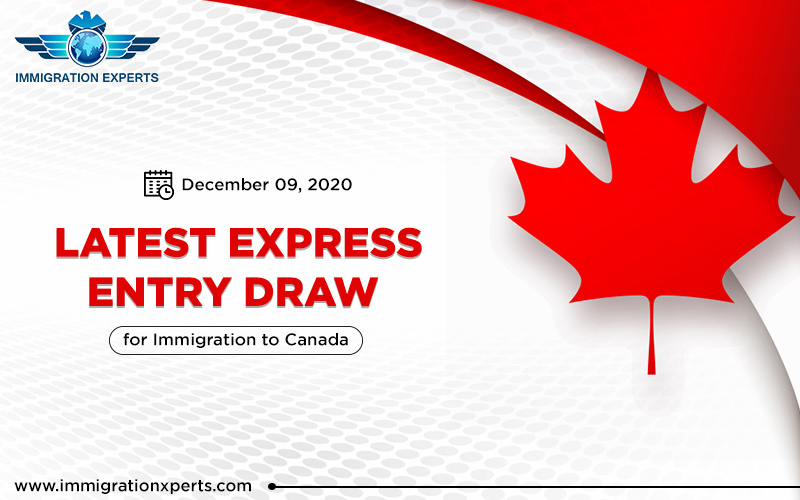 IMMIGRATION EXPERTS
December 09, 2020
LATEST EXPRESS
ENTRY DRAW
for Immigration to Canada
www.immigrationxperts.com